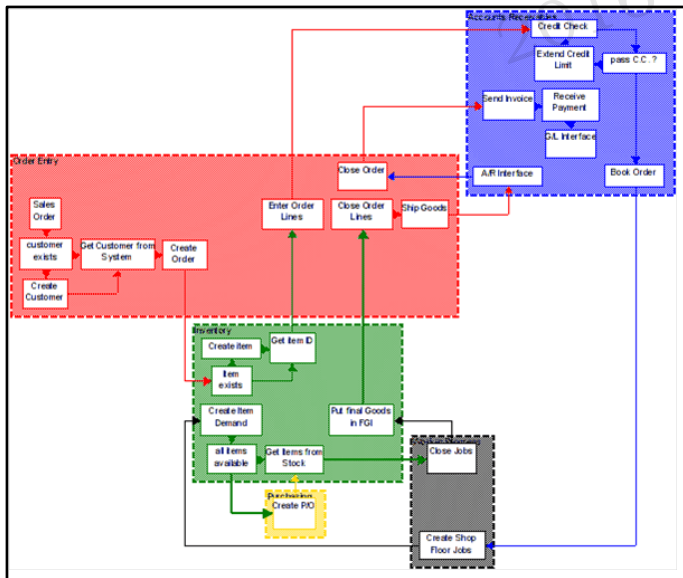 Accounts Receivables
Credit Check
Extend Credit
Limit
pass C.C. ?
Send Invoice
Receive
Payment
G/L Interface
A/R Interface
Book Order
Order Entry
Close Order
Sales
Order
Enter Order
Lines
Close Order
Lines
Ship Goods
customer
exists
Get Customer from
System
Create
Order
Create
Customer
Inventory
Create Item
Get Item ID
Item
exists
Create Item
Demand
Put final Goods
in FGI
all Items
available
Get Items from
Stock
Close Jobs
Purchasing
Create P/O
Create Shop
Floor Jobs